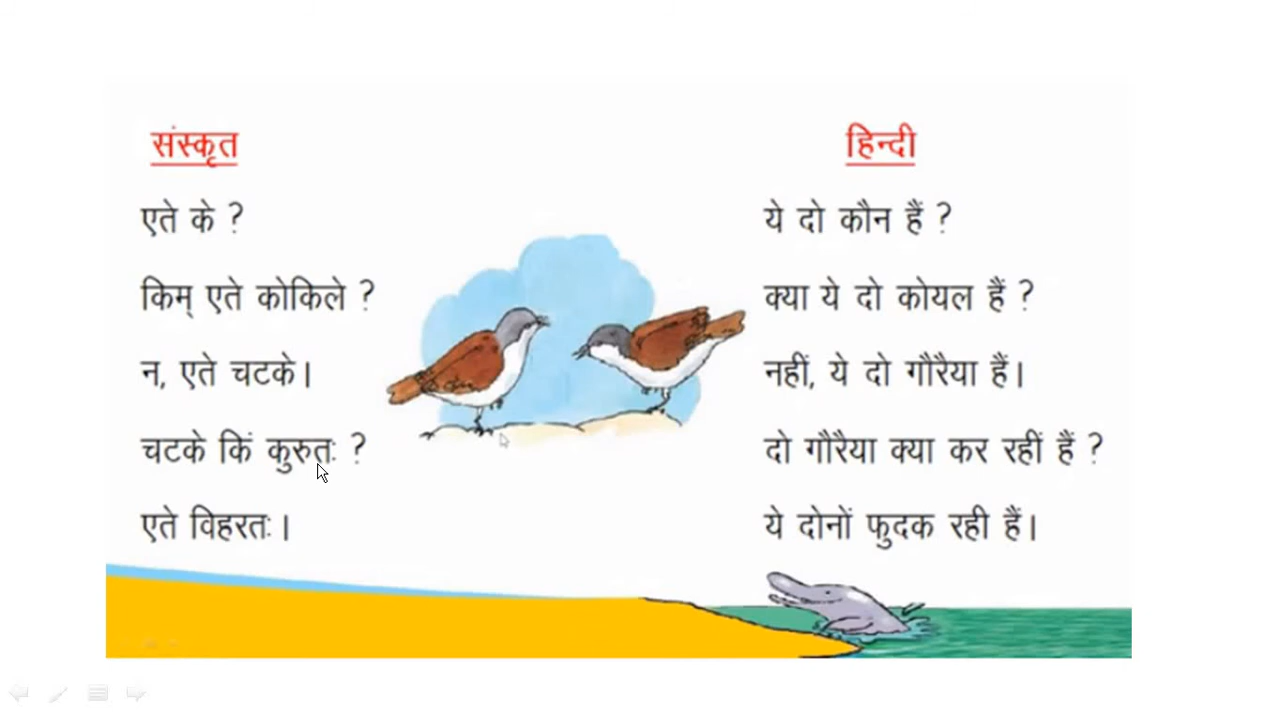 संस्कृत
एते के ?
किम् एते कोकिले ?
न, एते चटके।
चटके किं कुरुतः ?
एते विहरतः।
हिन्दी
ये दो कौन हैं ?
क्या ये दो कोयल हैं ?
नहीं, ये दो गौरैया हैं।
दो गौरैया क्या कर रहीं हैं ?
ये दोनों फुदक रही हैं।